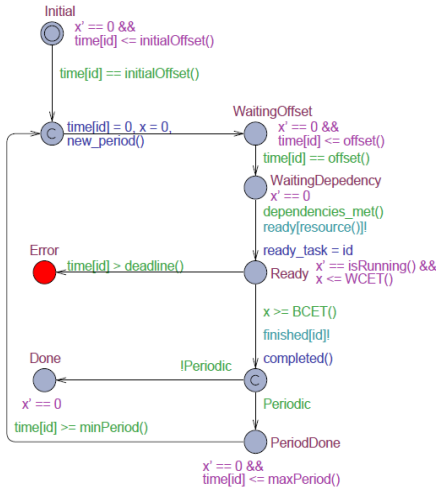 Initial
x' == 0 &&
time[id] <= initialOffset()
time[id] == initialOffset()
C
time[id] = 0, x = 0,
new_period()
WaitingOffset
x' == 0 &&
time[id] <= offset()
time[id] == offset()
WaitingDepedency
x' == 0
dependencies_met()
ready[resource()]!
ready_task = id
Error
time[id] > deadline()
Ready
x' == isRunning() &&
x <= WCET()
x >= BCET()
finished[id]!
completed()
Done
!Periodic
C
x' == 0
Periodic
time[id] >= minPeriod()
PeriodDone
x' == 0 &&
time[id] <= maxPeriod()